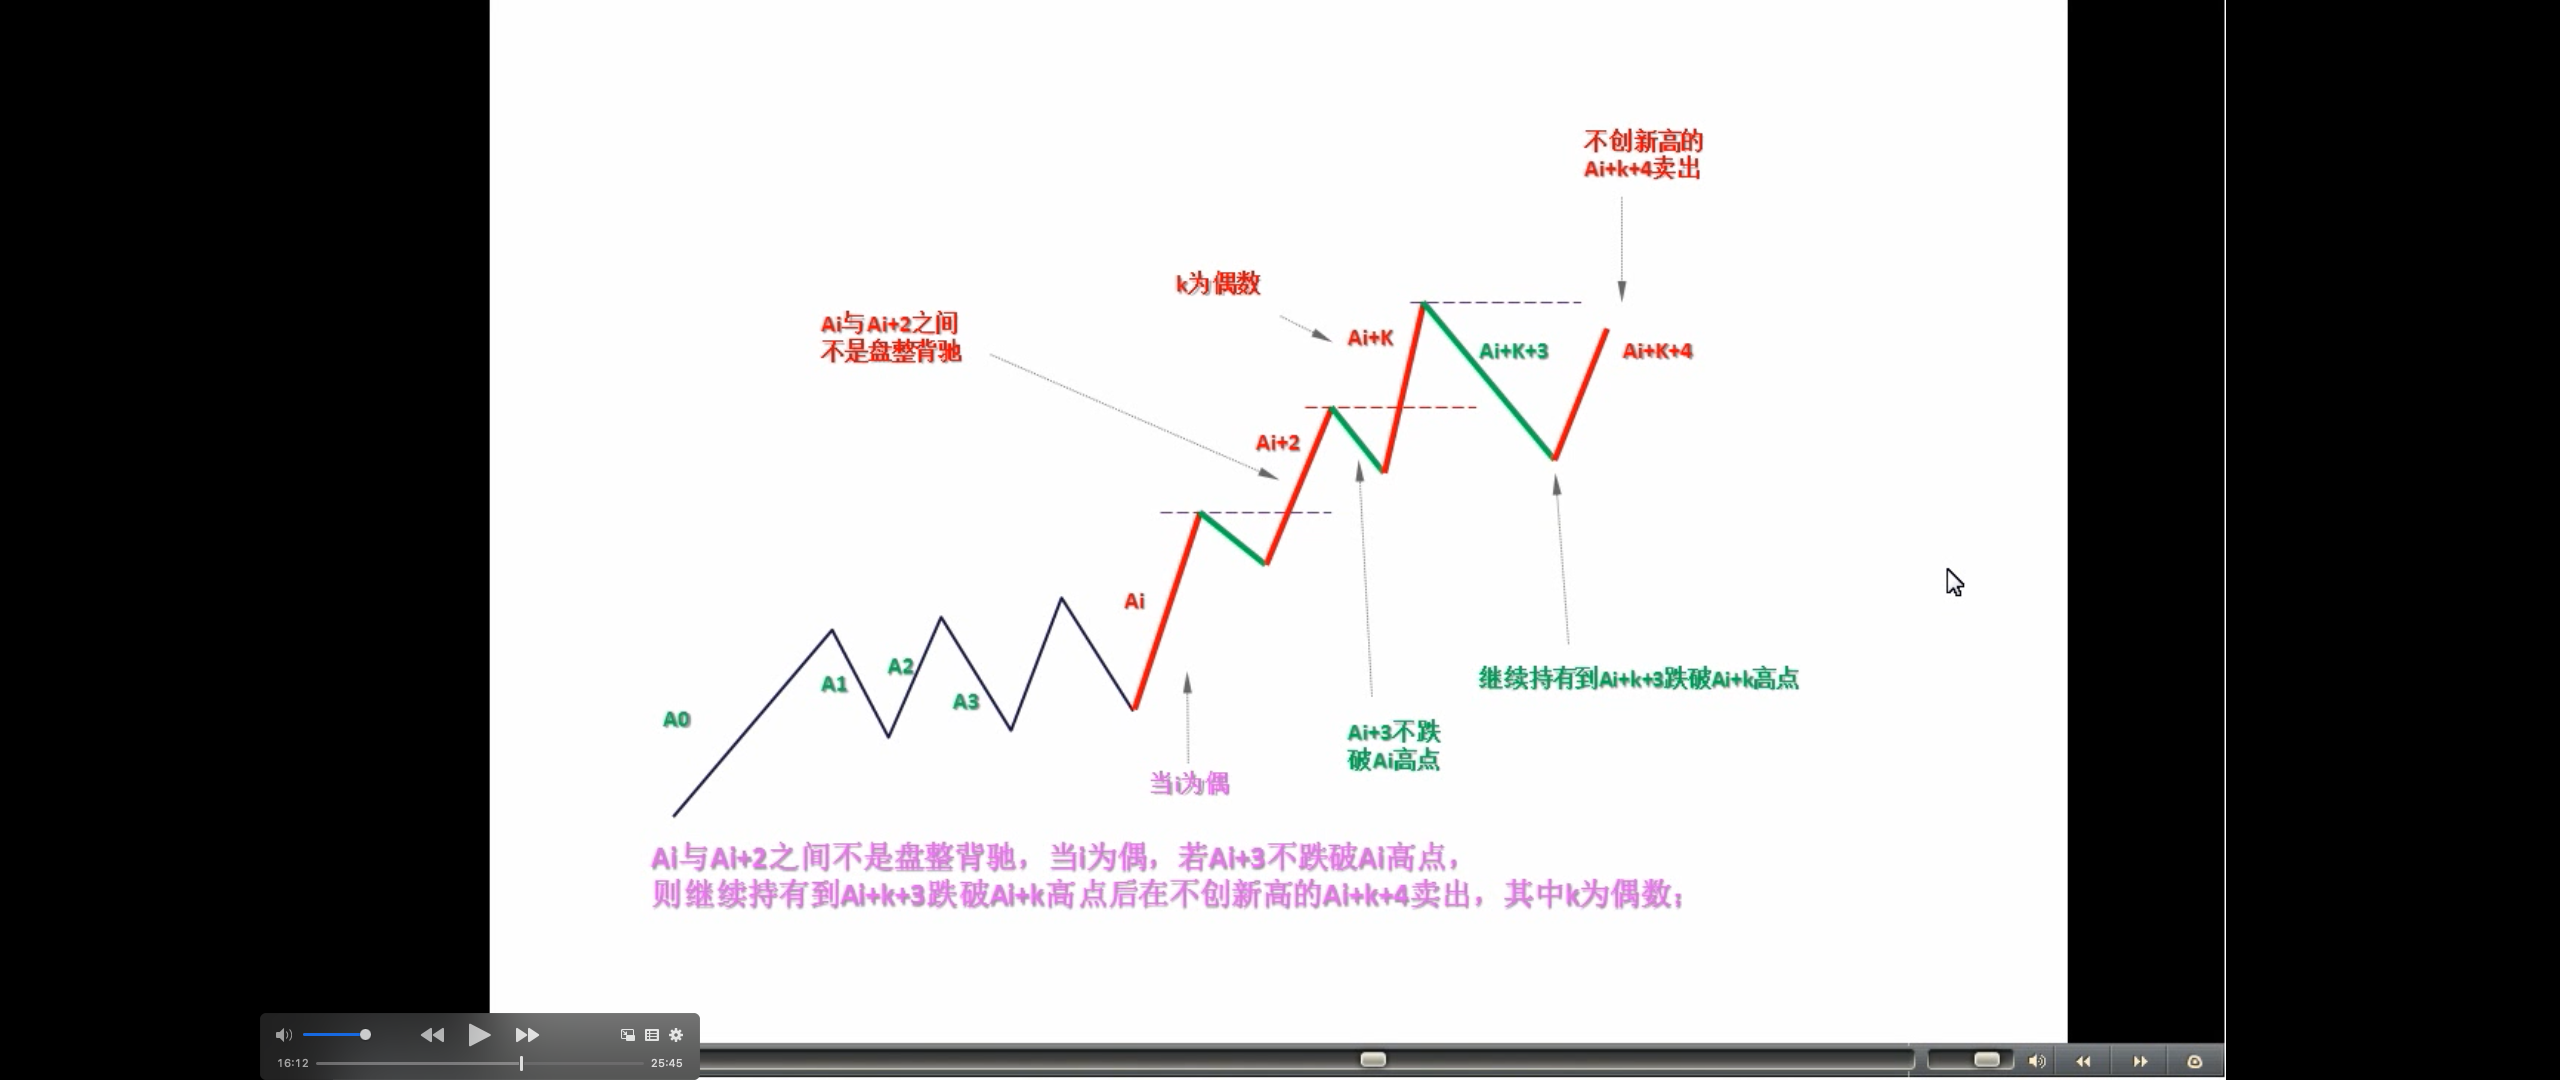 不创新高的
Ai+k+4卖出
k为偶数
Ai与Ai+2之间
不是盘整背驰
Ai+K
Ai+K+3
Ai+K+4
Ai+2
Ai
A2
A1
A3
A0
继续持有到Ai+k+3跌破Ai+k高点
Ai+3不跌
破Ai高点
当i为偶
Ai与Ai+2之间不是盘整背驰，当i为偶，若Ai+3不跌破Ai高点，
则继续持有到Ai+k+3跌破Ai+k高点后在不创新高的Ai+k+4卖出，其中k为偶数；
16:12
25:45